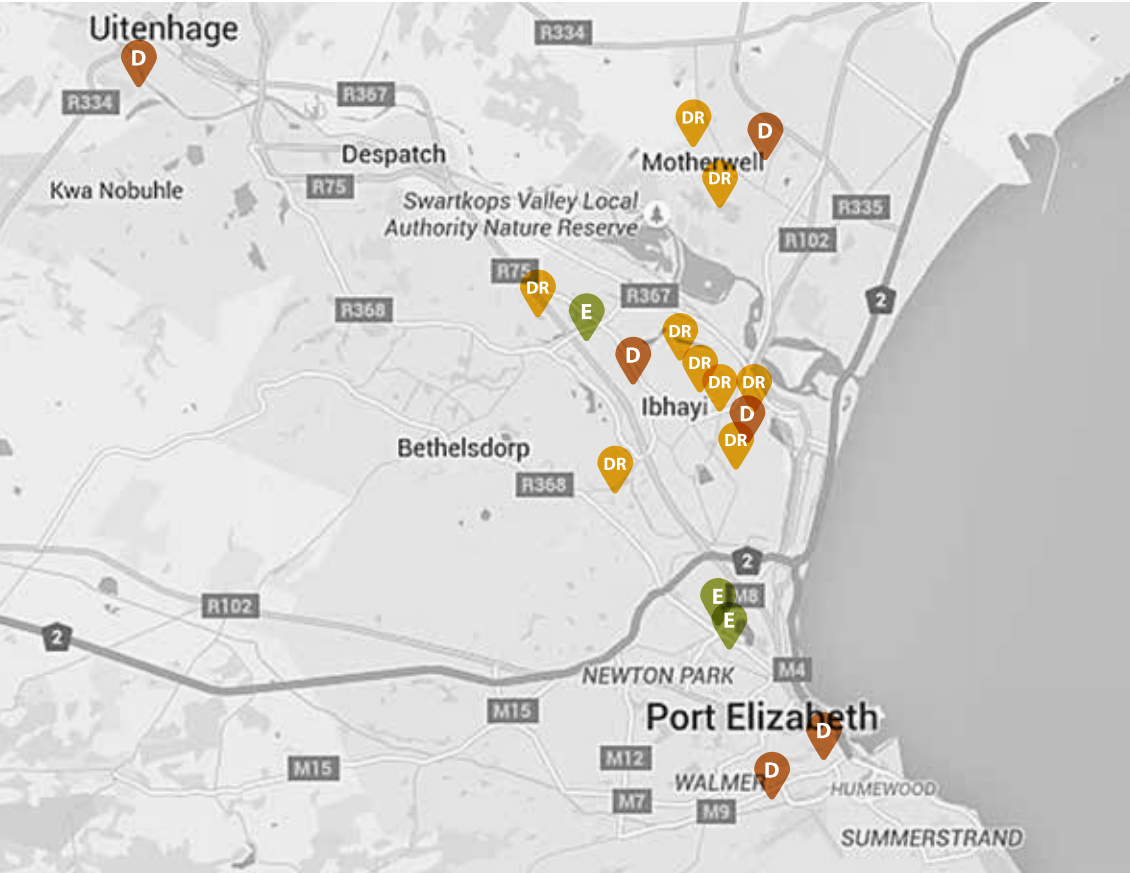 Uitenhage
R334
D
R334
R367
DR
D
Despatch
Motherwell
Kwa Nobuhle
R75
DR
Swartkops Valley Local
Authority Nature Reserve
R335
R102
R75
DR
R367
2
R368
E
DR
D
DR
DR
DR
Ibhayi
D
DR
Bethelsdorp
DR
R368
2
E
M8
R102
E
2
NEWTON PARK
M4
M15
Port Elizabeth
D
M12
M15
WALMER
D
HUMEWOOD
M7
M9
SUMMERSTRAND